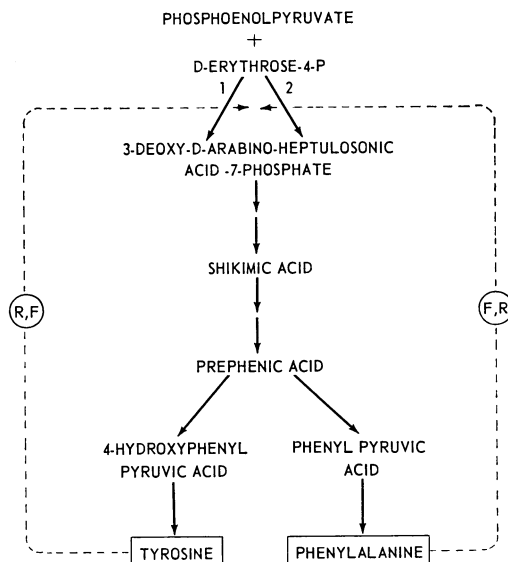 PHOSPHOENOLPYRUVATE
+
D-ERYTHROSE-4-P
1 2
3-DEOXY-D-ARABINO-HEPTULOSONIC
ACID -7-PHOSPHATE
SHIKIMIC ACID
R,F
F,R
PREPHENIC ACID
4-HYDROXYPHENYL
PYRUVIC ACID
PHENYL PYRUVIC
ACID
TYROSINE
PHENYLALANINE